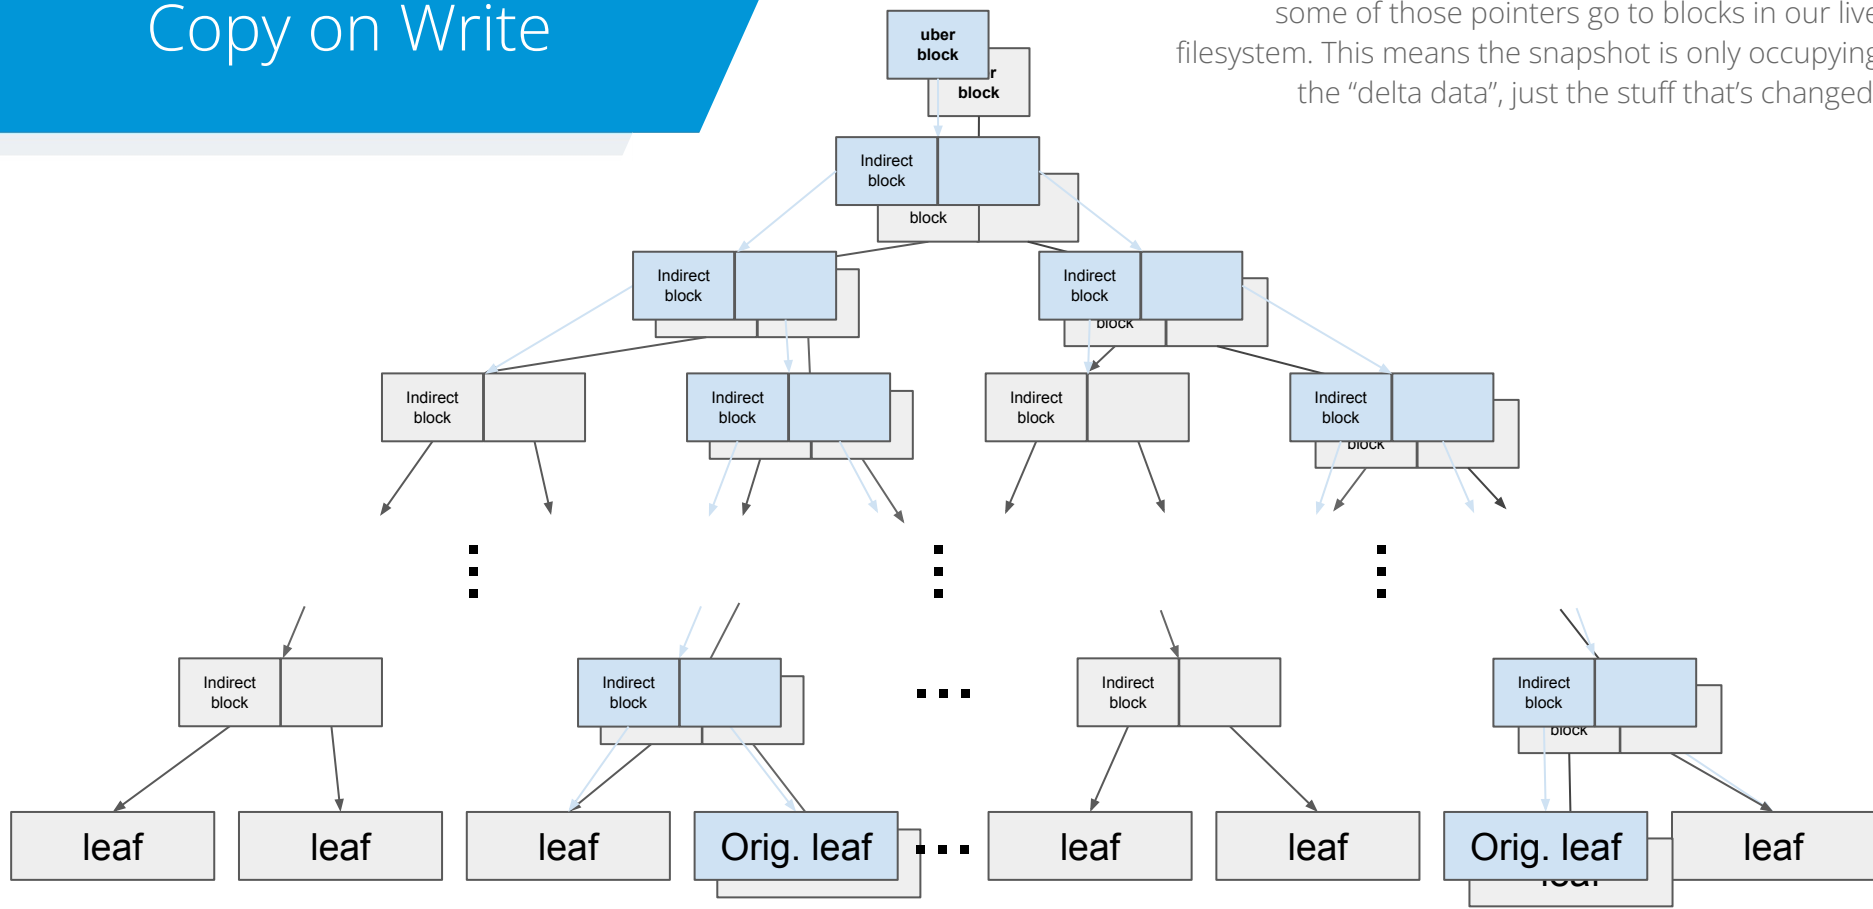 Copy on Write
some of those pointers go to blocks in our live
filesystem. This means the snapshot is only occupying
the “delta data”, just the stuff that’s changed
uber
block
block
Indirect
block
block
Indirect
block
Indirect
block
block
Indirect
block
Indirect
block
Indirect
block
Indirect
block
block
Indirect
block
Indirect
block
Indirect
block
Indirect
block
block
leaf
leaf
leaf
Orig. leaf
leaf
leaf
Orig. leaf
leaf
leaf